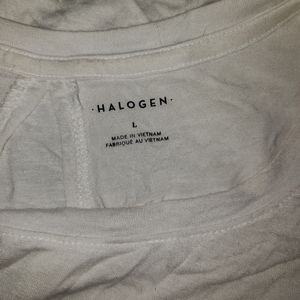 ·HALOGEN·
L
MADE IN VIETNAM
FABRIQUÉ AU VIETNAM